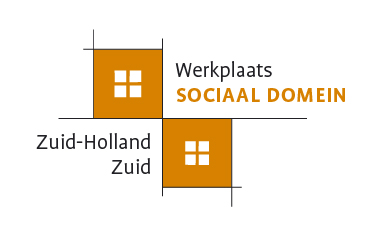 Werkplaats
SOCIAAL DOMEIN
Zuid-Holland
Zuid